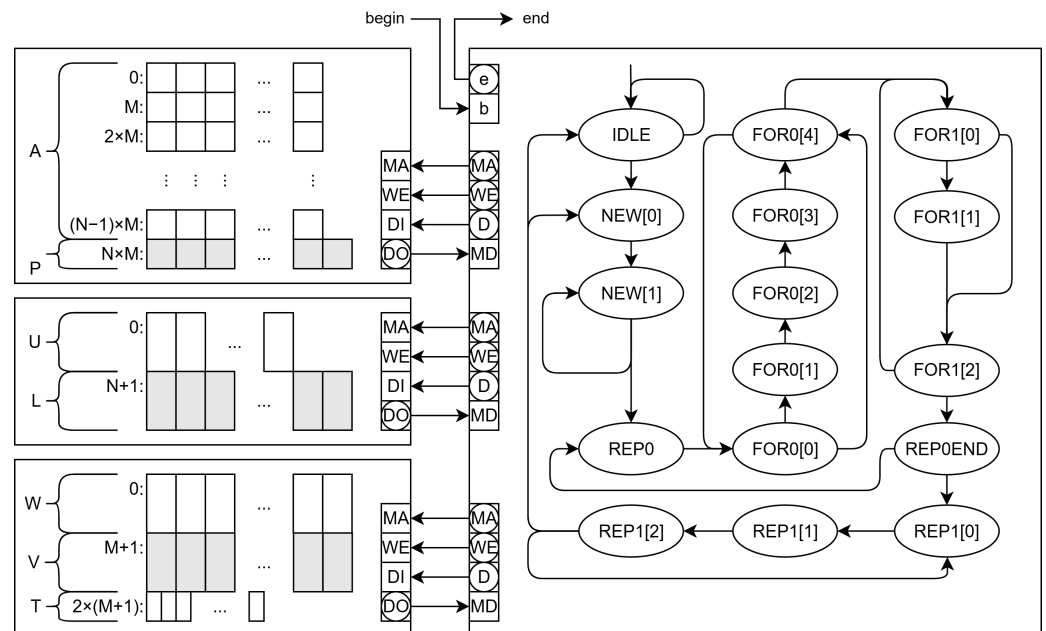 begin
end
e
b
A
0:
M:
2×M:
...
...
...
⋮ ⋮ ⋮ ⋮
(N−1)×M:
...
P
N×M:
...
MA
WE
DI
DO
MA
WE
D
MD
U
0:
...
L
N+1:
...
MA
WE
DI
DO
MA
WE
D
MD
W
0:
...
V
M+1:
...
T
2×(M+1):
...
MA
WE
DI
DO
MA
WE
D
MD
IDLE
NEW[0]
NEW[1]
REP0
FOR0[4]
FOR0[3]
FOR0[2]
FOR0[1]
FOR0[0]
FOR1[0]
FOR1[1]
FOR1[2]
REP0END
REP1[2]
REP1[1]
REP1[0]